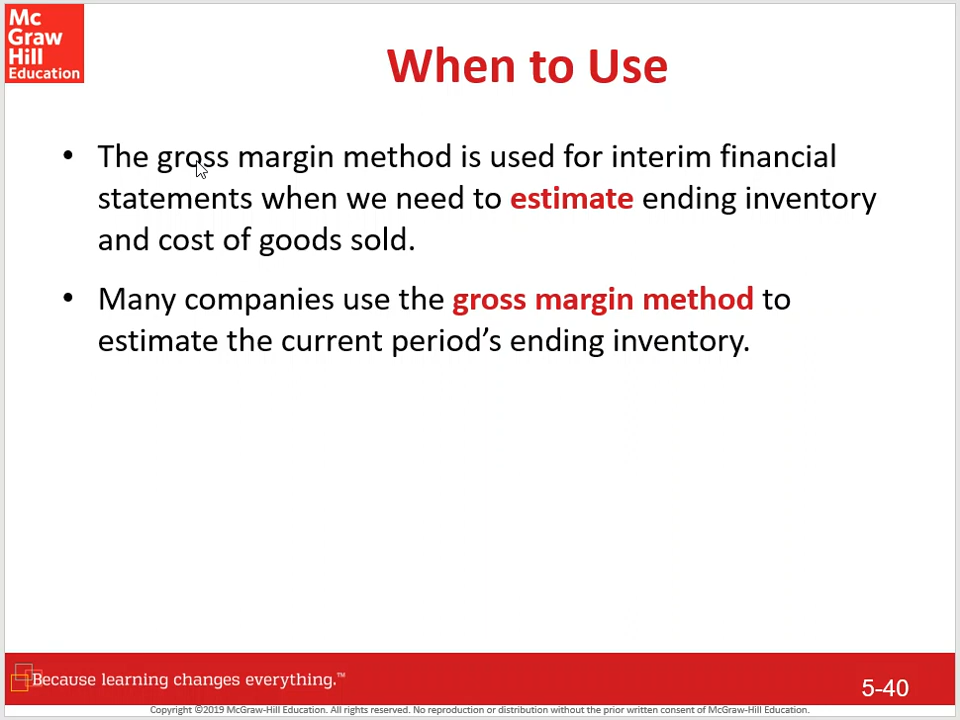 Mc
Graw
Hill
Education
When to Use
• The gross margin method is used for interim financial
statements when we need to estimate ending inventory
and cost of goods sold.
• Many companies use the gross margin method to
estimate the current period’s ending inventory.
Because learning changes everything.™
5-40
Copyright ©2019 McGraw-Hill Education. All rights reserved. No reproduction or distribution without the prior written consent of McGraw-Hill Education.